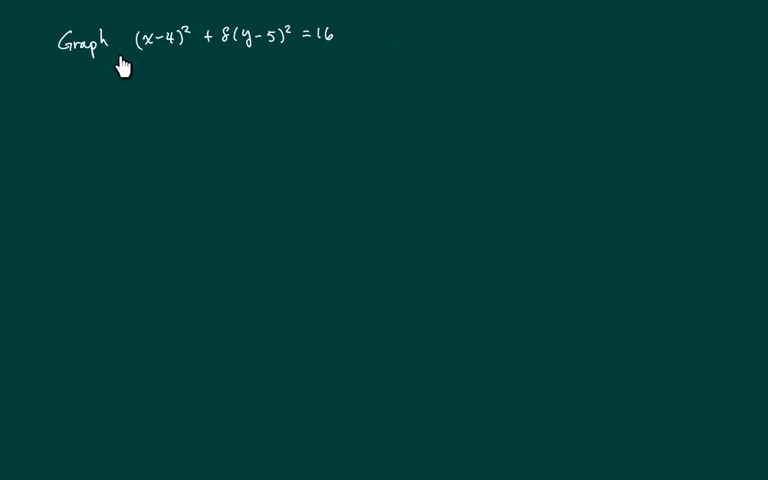 Graph (x-4)² + 8(y-5)² = 16